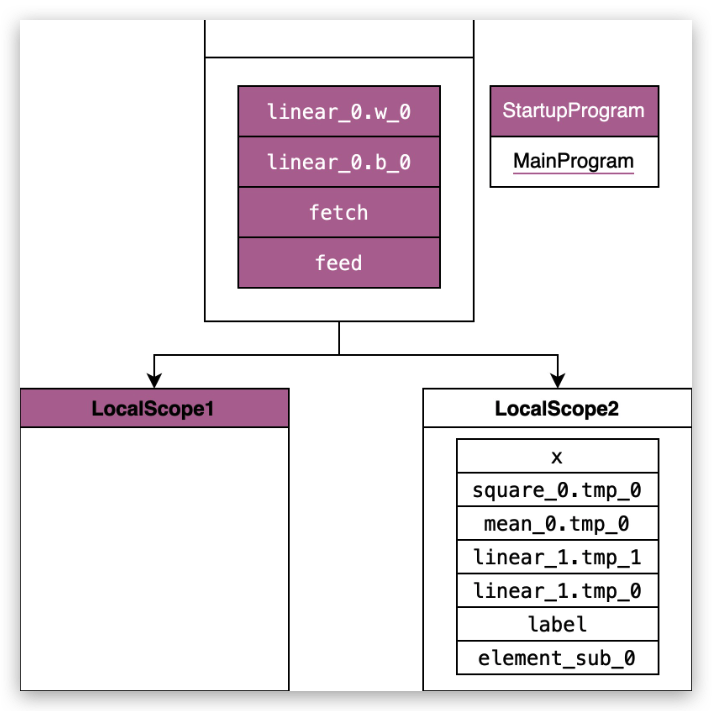 linear_0.w_0
linear_0.b_0
fetch
feed
StartupProgram
MainProgram
LocalScope1
LocalScope2
x
square_0.tmp_0
mean_0.tmp_0
linear_1.tmp_1
linear_1.tmp_0
label
element_sub_0